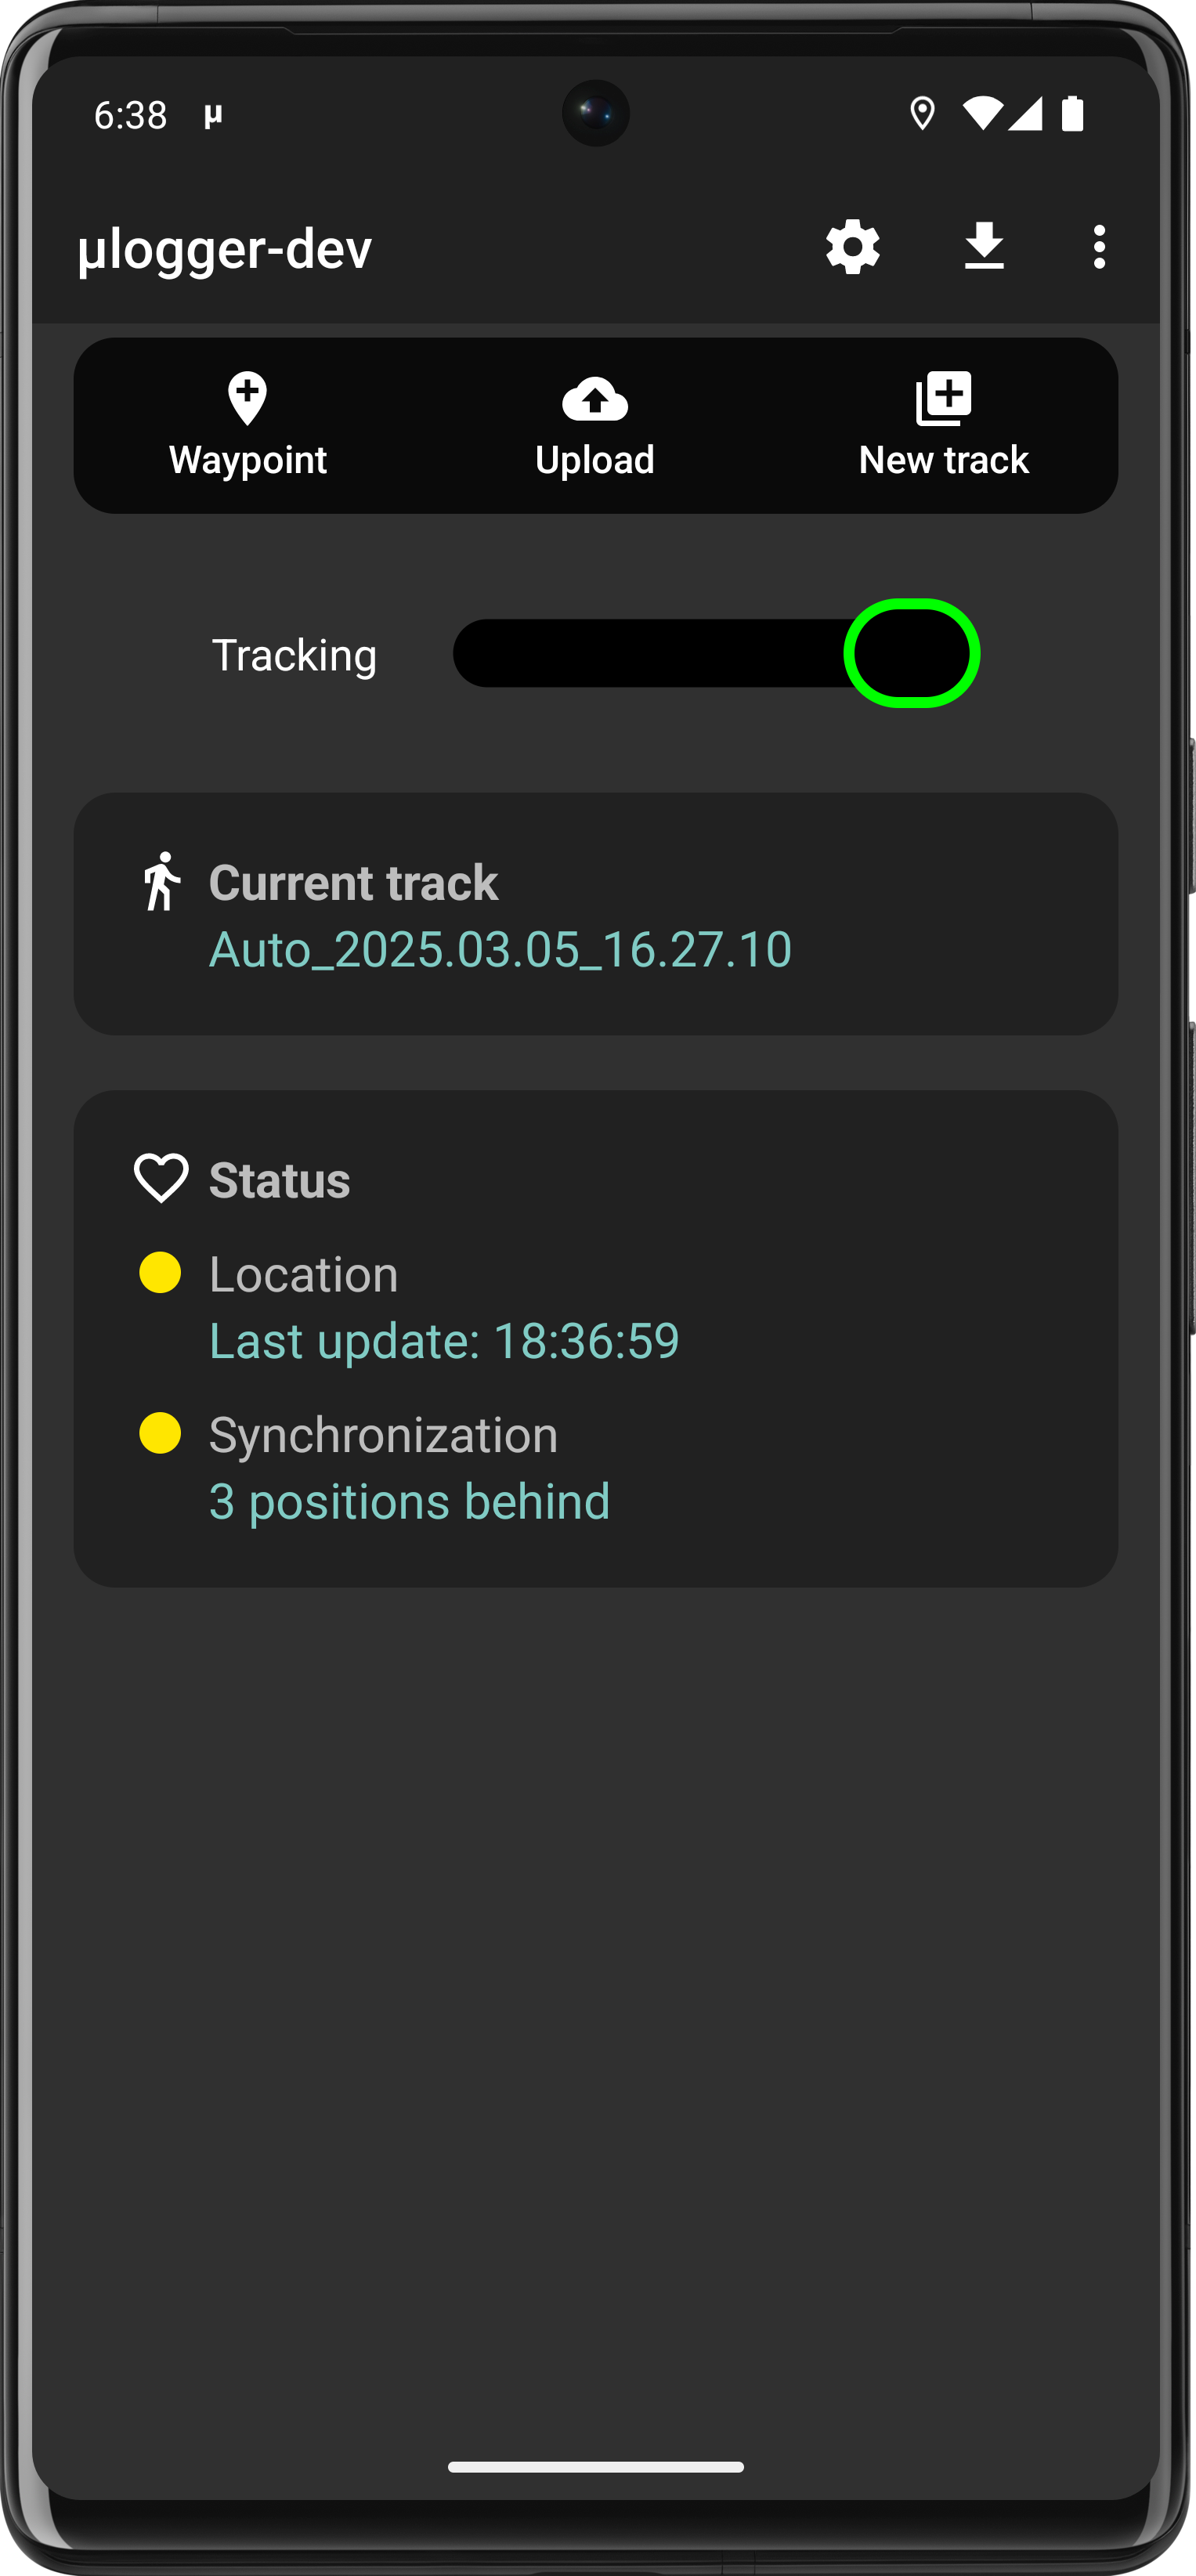 6:38 µ
µlogger-dev
Waypoint
Upload
New track
Tracking
Current track
Auto_2025.03.05_16.27.10
Status
Location
Last update: 18:36:59
Synchronization
3 positions behind